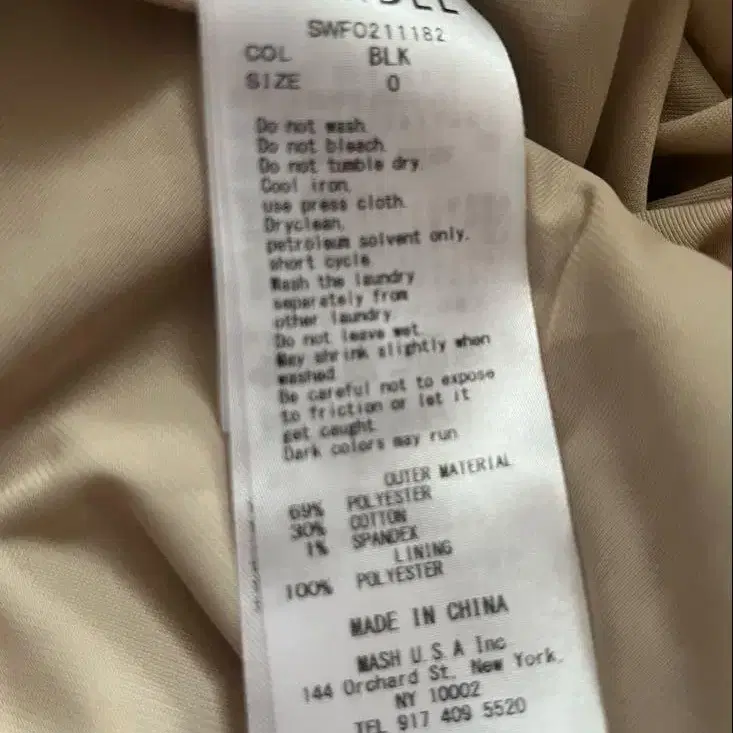 SWFO211182
COL BLK
SIZE 0
Do not wash.
Do not bleach.
Do not tumble dry.
Cool iron,
use press cloth.
Dryclean,
petroleum solvent only.
short cycle
Wash the laundry
separately from
other laundry.
Do not leave wet.
May shrink slightly when
washed.
Be careful not to expose
to friction or let it
get caught.
Dark colors may run
OUTER MATERIAL
69% POLYESTER
30% COTTON
1% SPANDEX
LINING
100% POLYESTER
MADE IN CHINA
MASH U.S.A Inc
144 Orchard St. New York,
NY 10002
TEL 917 409 5520